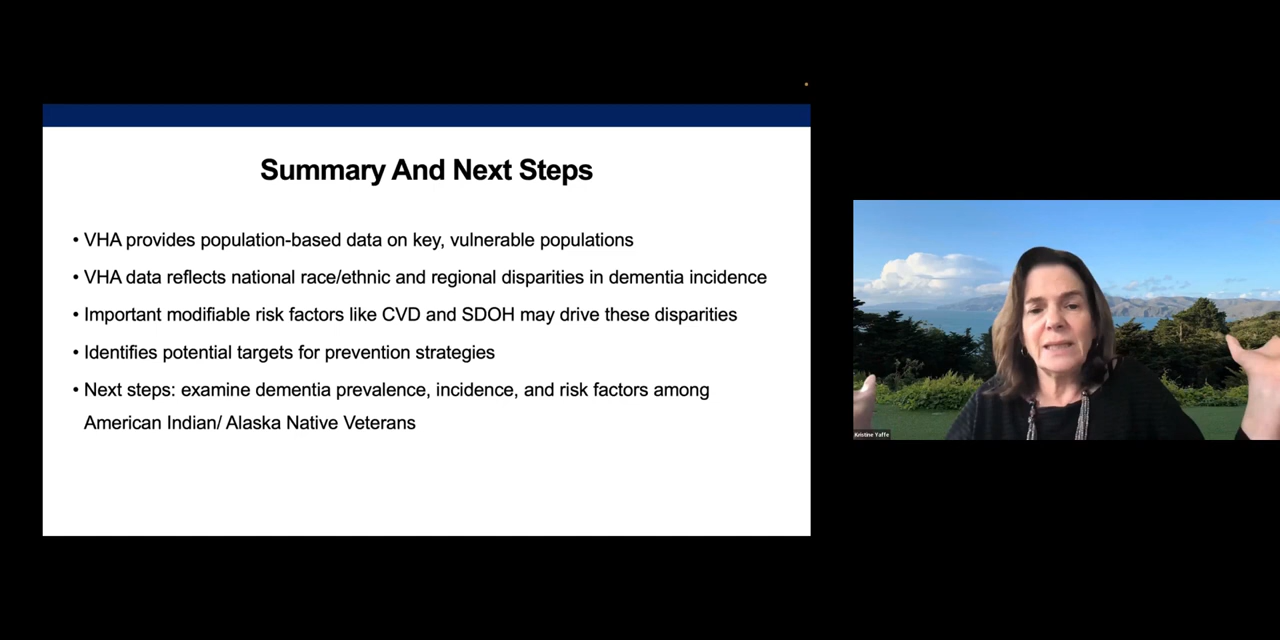 Summary And Next Steps
• VHA provides population-based data on key, vulnerable populations
• VHA data reflects national race/ethnic and regional disparities in dementia incidence
• Important modifiable risk factors like CVD and SDOH may drive these disparities
• Identifies potential targets for prevention strategies
• Next steps: examine dementia prevalence, incidence, and risk factors among
American Indian/ Alaska Native Veterans
Kristine Yaffe